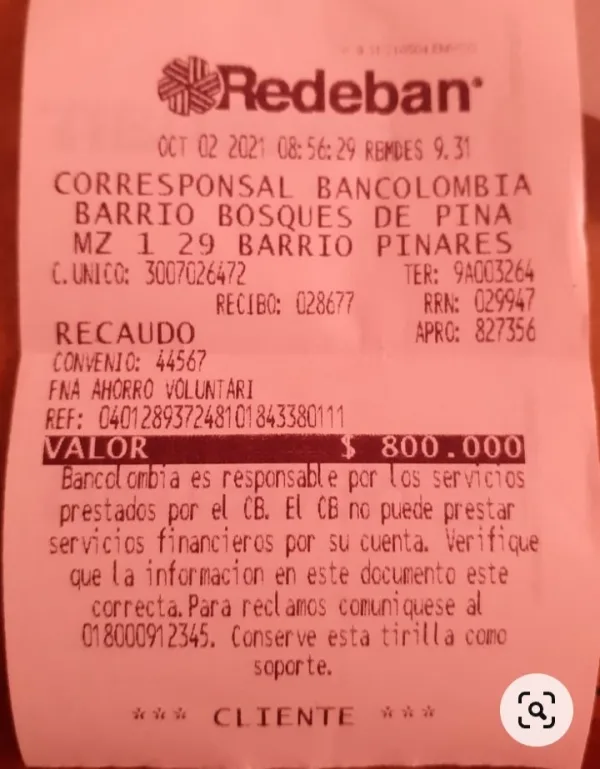 Redeban
OCT 02 2021 08:56:29 RBMDES 9.31
CORRESPONSAL BANCOLOMBIA
BARRIO BOSQUES DE PINA
MZ 1 29 BARRIO PINARES
C.UNICO: 3007026472 TER: 9A003264
RECIBO: 028677 RRN: 029947
RECAUDO APRO: 827356
CONVENIO: 44567
FNA AHORRO VOLUNTARI
REF: 04012893724810184338​0111
VALOR $ 800.000
Bancolombia es responsable por los servicios
prestados por el CB. El CB no puede prestar
servicios financieros por su cuenta. Verifique
que la informacion en este documento este
correcta.Para reclamos comuniquese al
018000912345. Conserve esta tirilla como
soporte.
*** CLIENTE ***